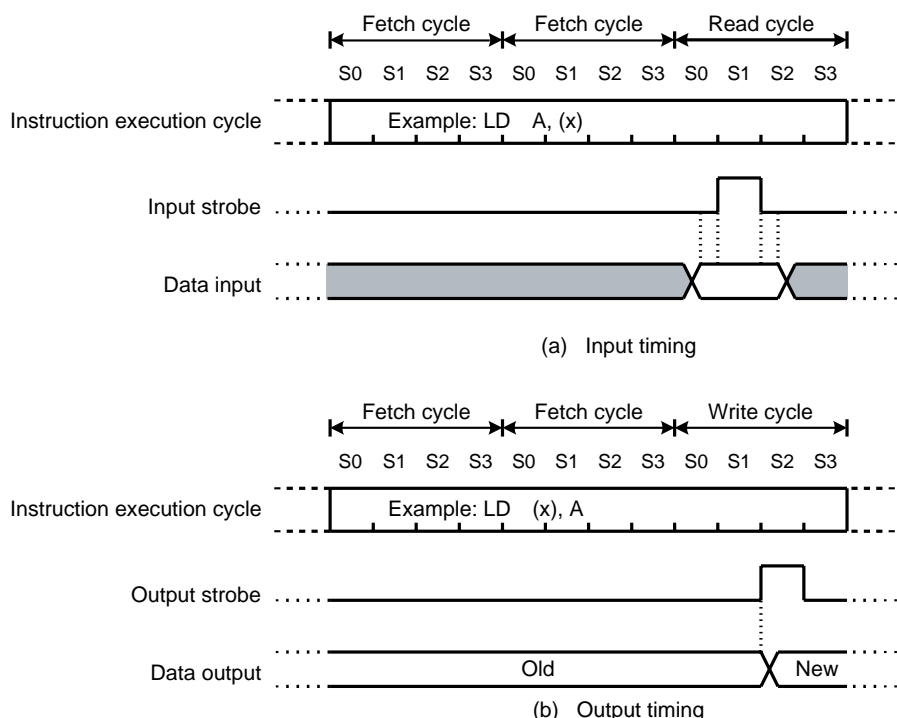 Fetch cycle Fetch cycle Read cycle
S0 S1 S2 S3 S0 S1 S2 S3 S0 S1 S2 S3
Instruction execution cycle Example: LD A, (x)
Input strobe
Data input
(a) Input timing
Fetch cycle Fetch cycle Write cycle
S0 S1 S2 S3 S0 S1 S2 S3 S0 S1 S2 S3
Instruction execution cycle Example: LD (x), A
Output strobe
Data output Old New
(b) Output timing